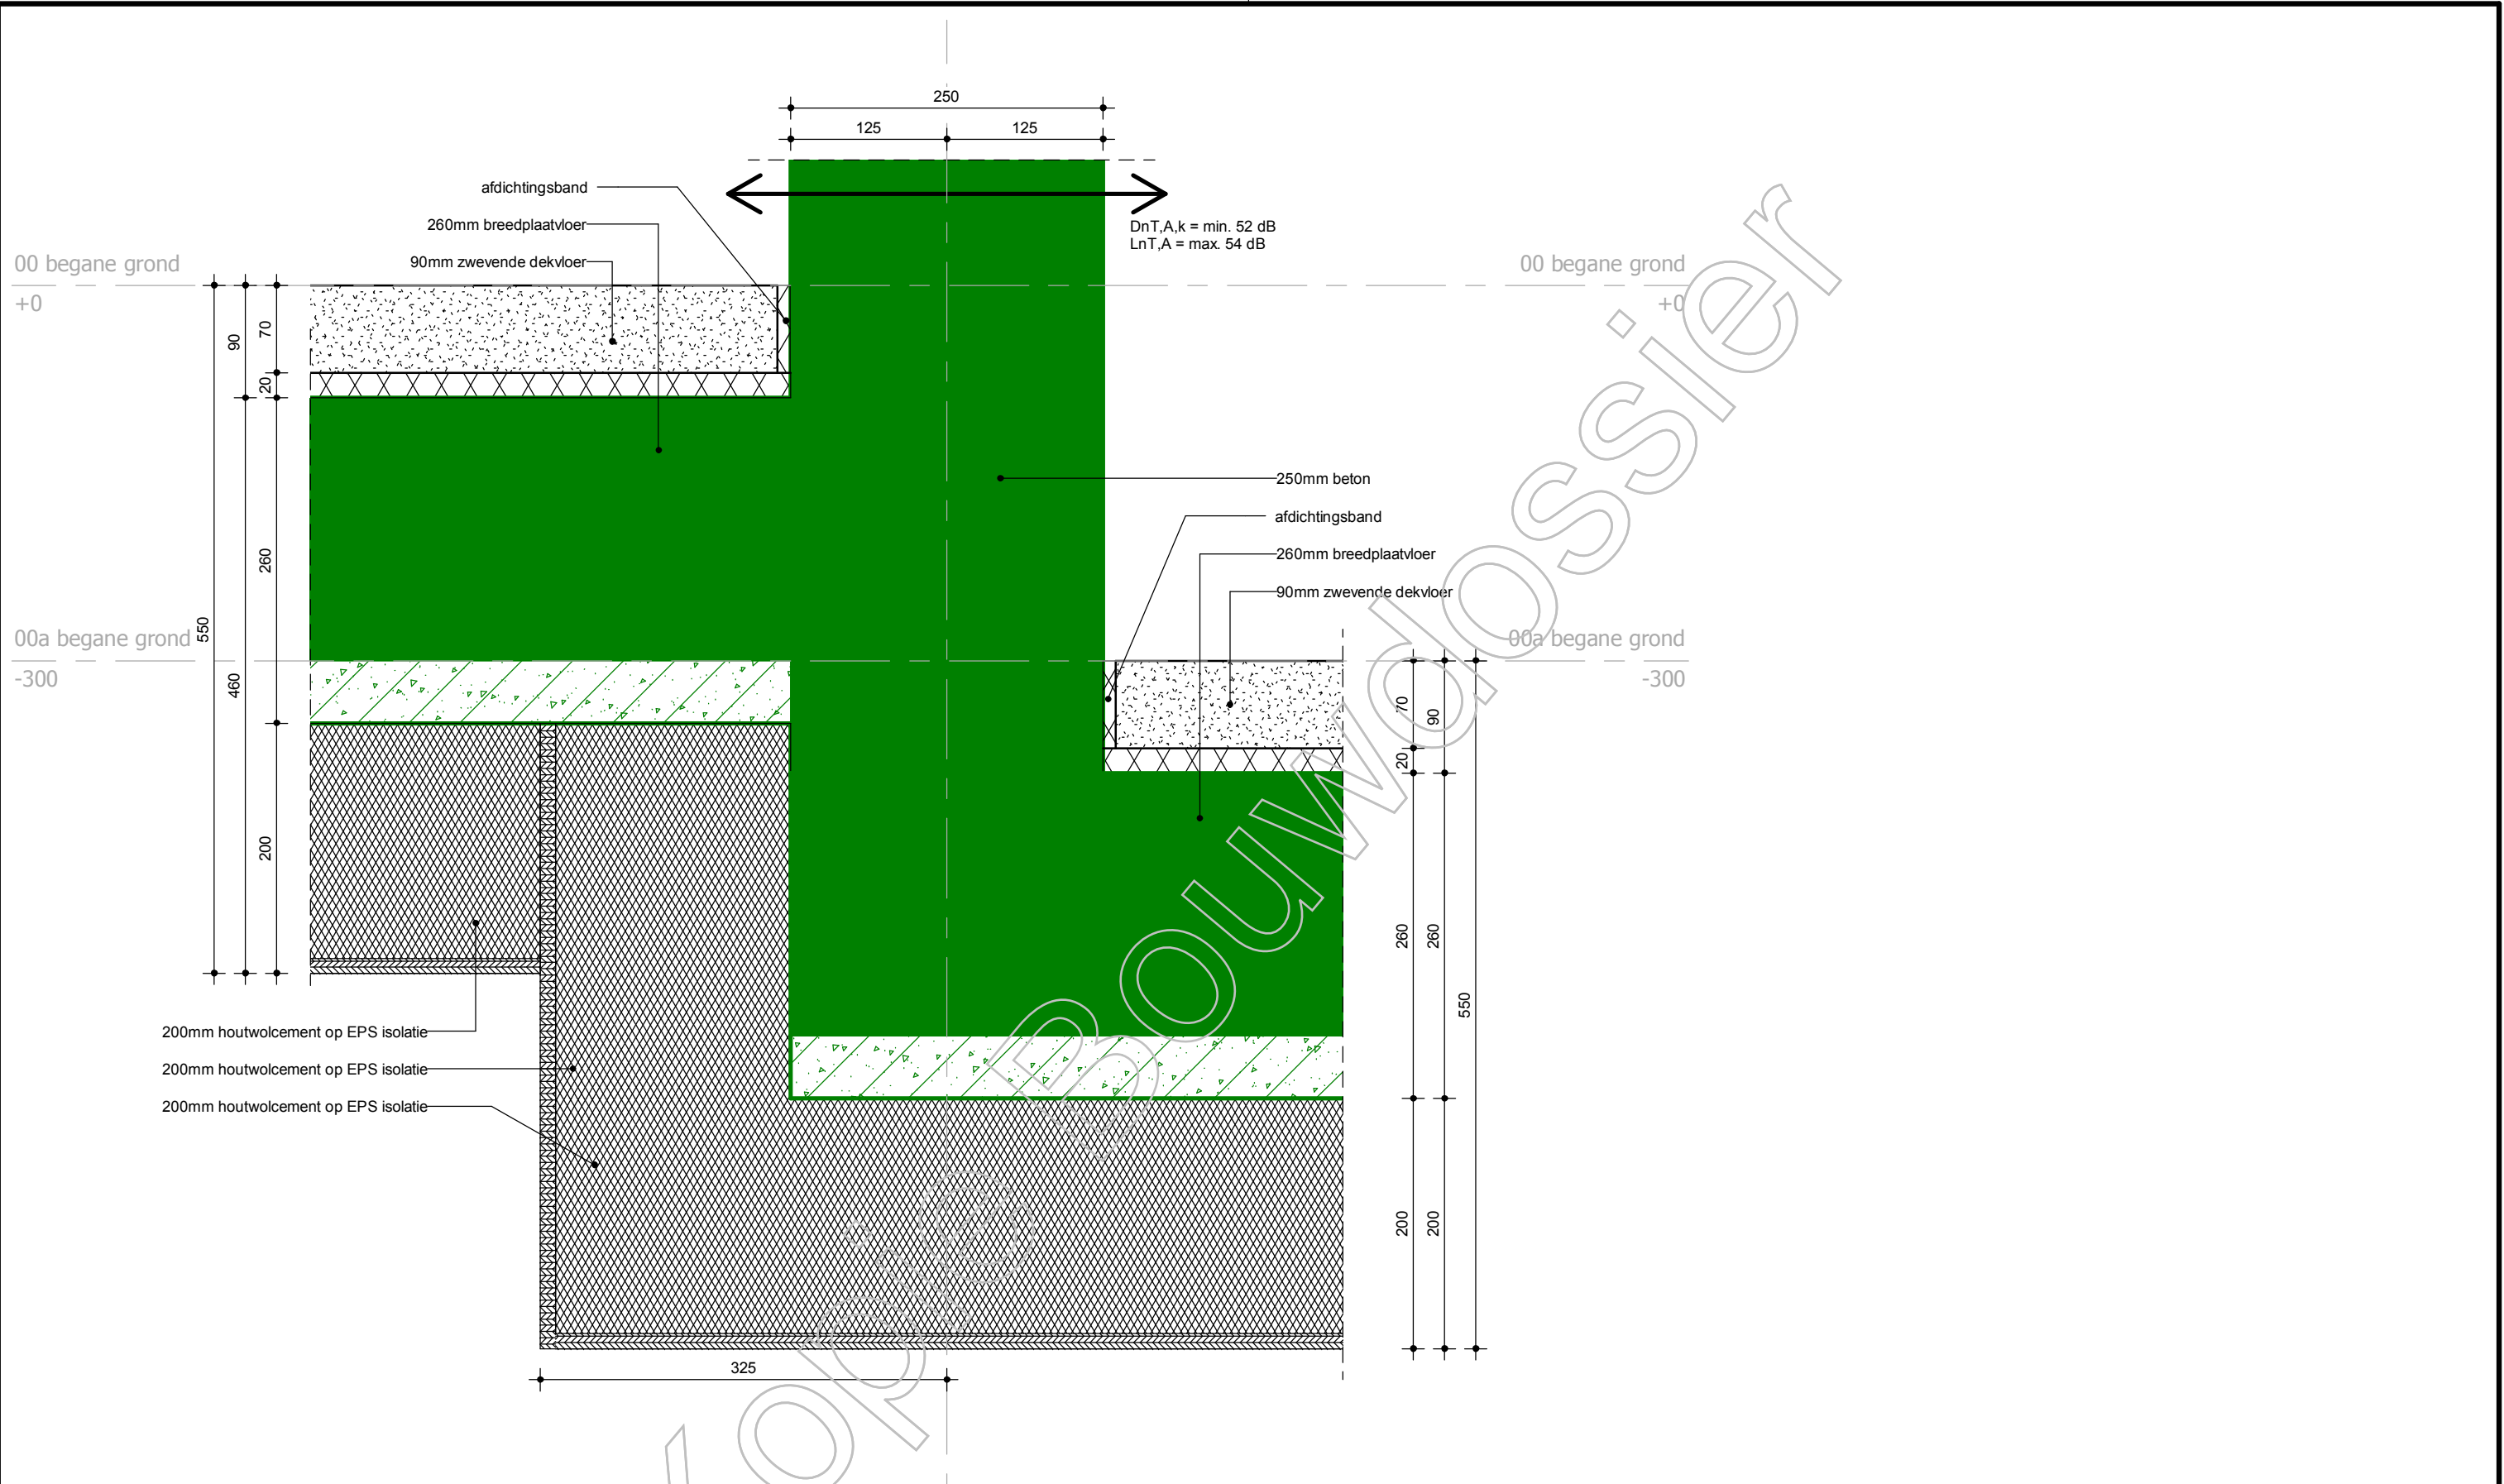 250
125
125
afdichtingsband
260mm breedplaatvloer
90mm zwevende dekvloer
DnT,A,k = min. 52 dB
LnT,A = max. 54 dB
00 begane grond
+0
00 begane grond
+0
90
70
20
260
550
460
200
250mm beton
afdichtingsband
260mm breedplaatvloer
90mm zwevende dekvloer
00a begane grond
-300
00a begane grond
-300
70
90
20
260
260
550
200
200
200mm houtwolcement op EPS isolatie
200mm houtwolcement op EPS isolatie
200mm houtwolcement op EPS isolatie
325
Kopie Bouwdossier